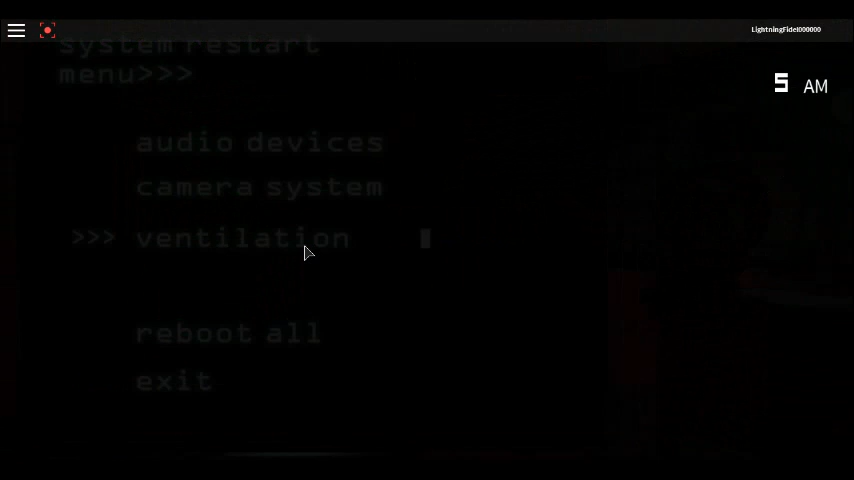 LightningFidel000000
system restart
menu>>>
5 AM
audio devices
camera system
>>> ventilation
reboot all
exit